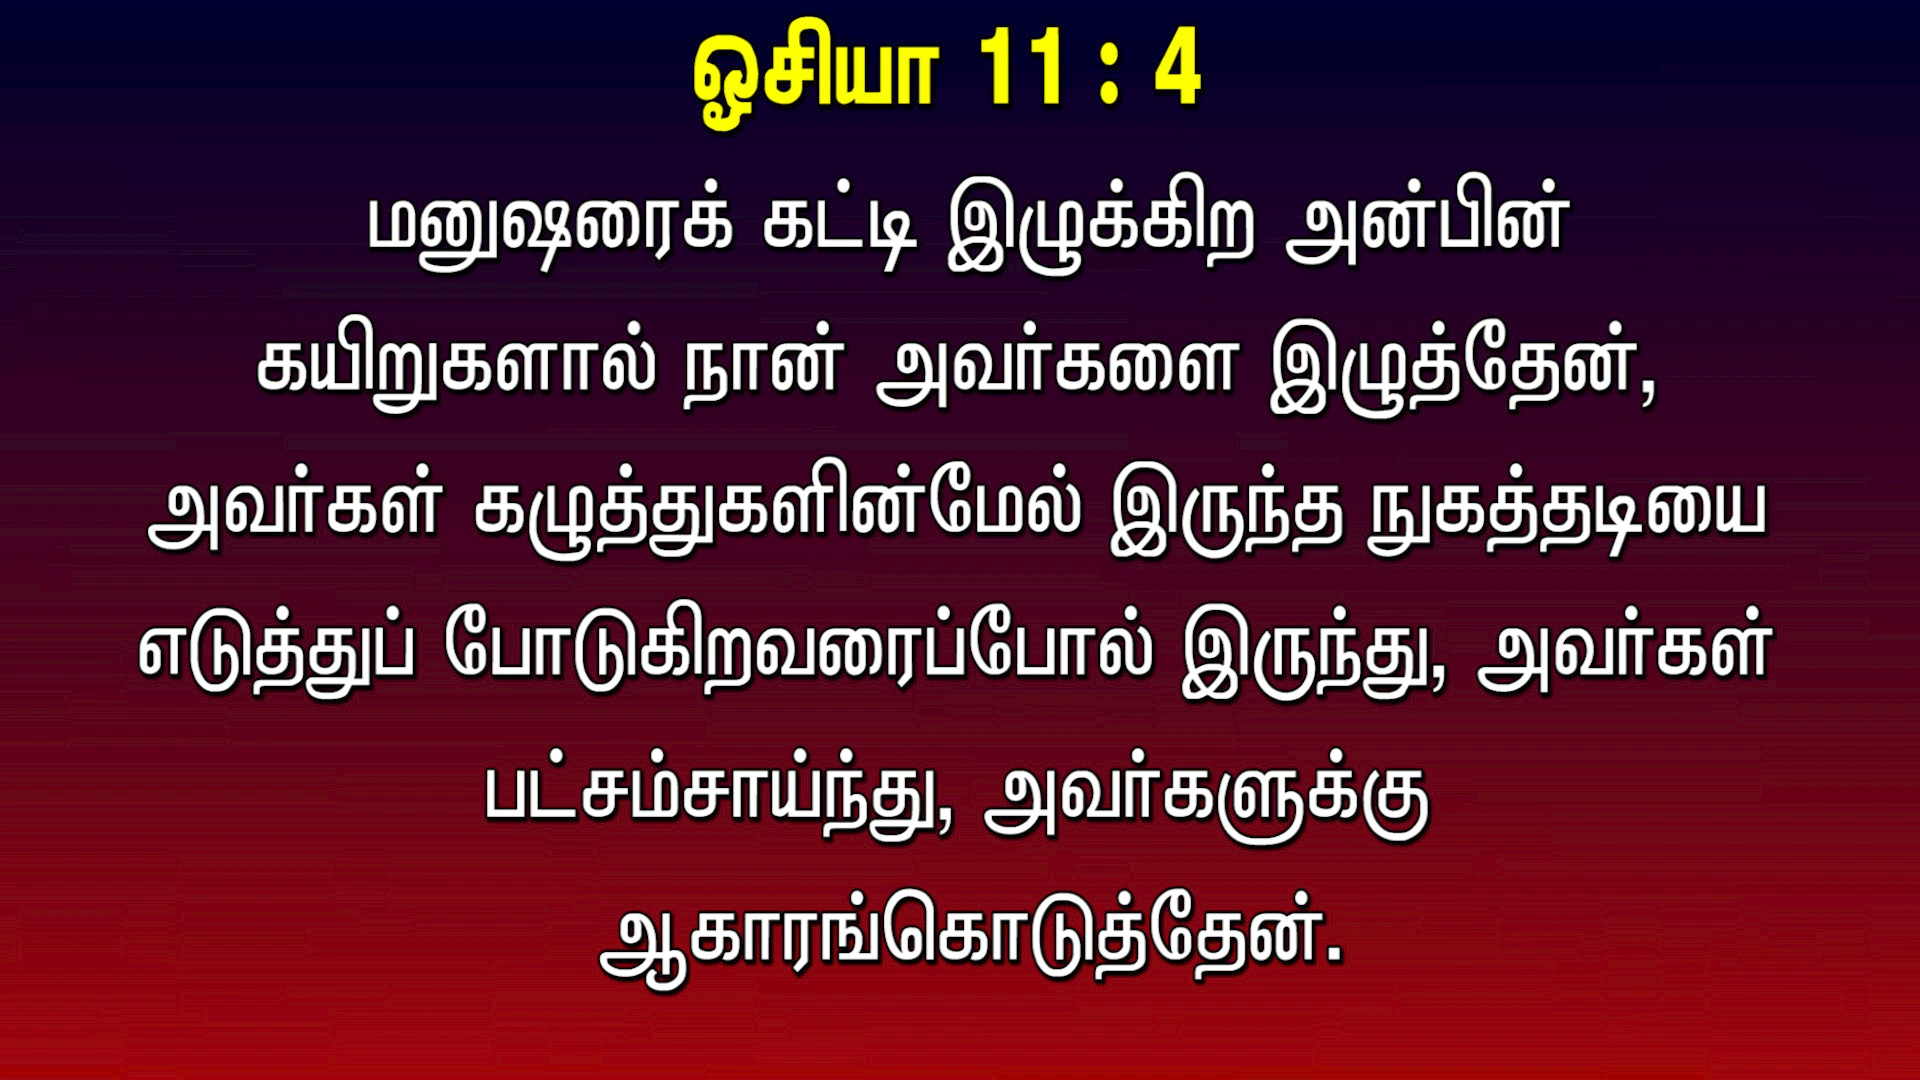 ஓசியா 11 : 4
மனுஷரைக் கட்டி இழுக்கிற அன்பின்
கயிறுகளால் நான் அவர்களை இழுத்தேன்,
அவர்கள் கழுத்துகளின்மேல் இருந்த நுகத்தடியை
எடுத்துப் போடுகிறவரைப்போல் இருந்து, அவர்கள்
பட்சம்சாய்ந்து, அவர்களுக்கு
ஆகாரங்கொடுத்தேன்.